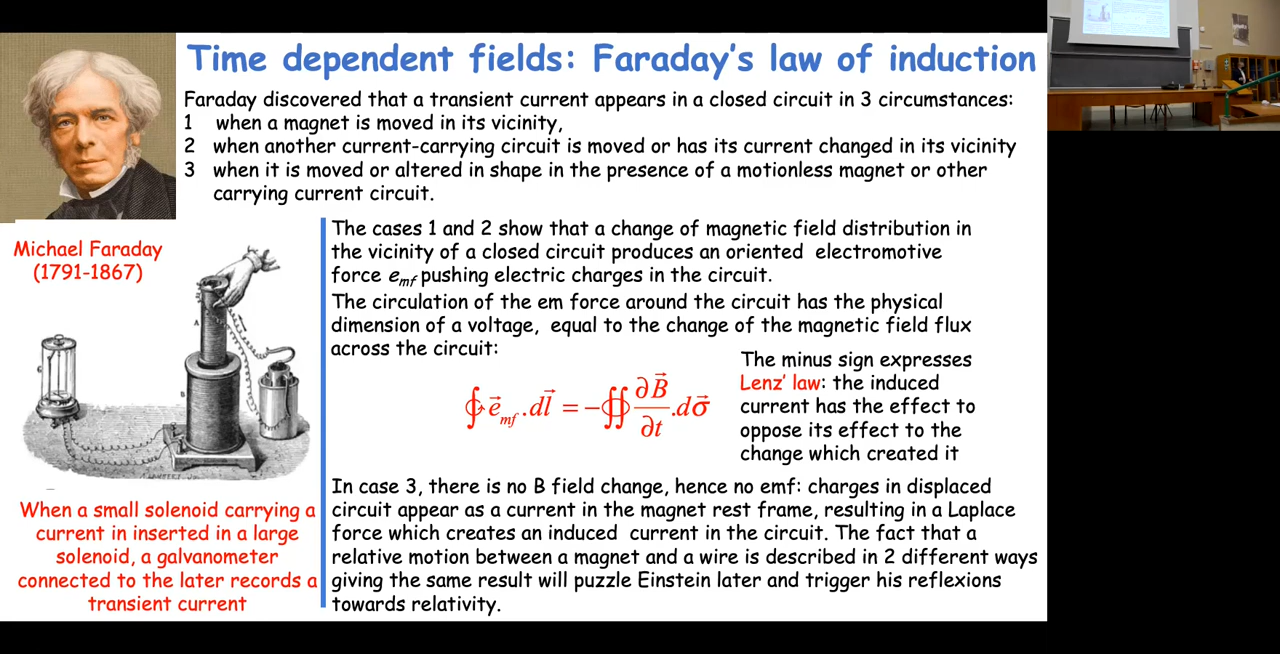 Time dependent fields: Faraday's law of induction
Faraday discovered that a transient current appears in a closed circuit in 3 circumstances:
1 when a magnet is moved in its vicinity,
2 when another current-carrying circuit is moved or has its current changed in its vicinity
3 when it is moved or altered in shape in the presence of a motionless magnet or other
carrying current circuit.
Michael Faraday
(1791-1867)
When a small solenoid carrying a
current in inserted in a large
solenoid, a galvanometer
connected to the later records a
transient current
The cases 1 and 2 show that a change of magnetic field distribution in
the vicinity of a closed circuit produces an oriented electromotive
force e_mf pushing electric charges in the circuit.
The circulation of the em force around the circuit has the physical
dimension of a voltage, equal to the change of the magnetic field flux
across the circuit:
∮ e⃗_mf . dl⃗ = −∯ ∂B⃗/∂t . dσ⃗
The minus sign expresses
Lenz' law: the induced
current has the effect to
oppose its effect to the
change which created it
In case 3, there is no B field change, hence no emf: charges in displaced
circuit appear as a current in the magnet rest frame, resulting in a Laplace
force which creates an induced current in the circuit. The fact that a
relative motion between a magnet and a wire is described in 2 different ways
giving the same result will puzzle Einstein later and trigger his reflexions
towards relativity.